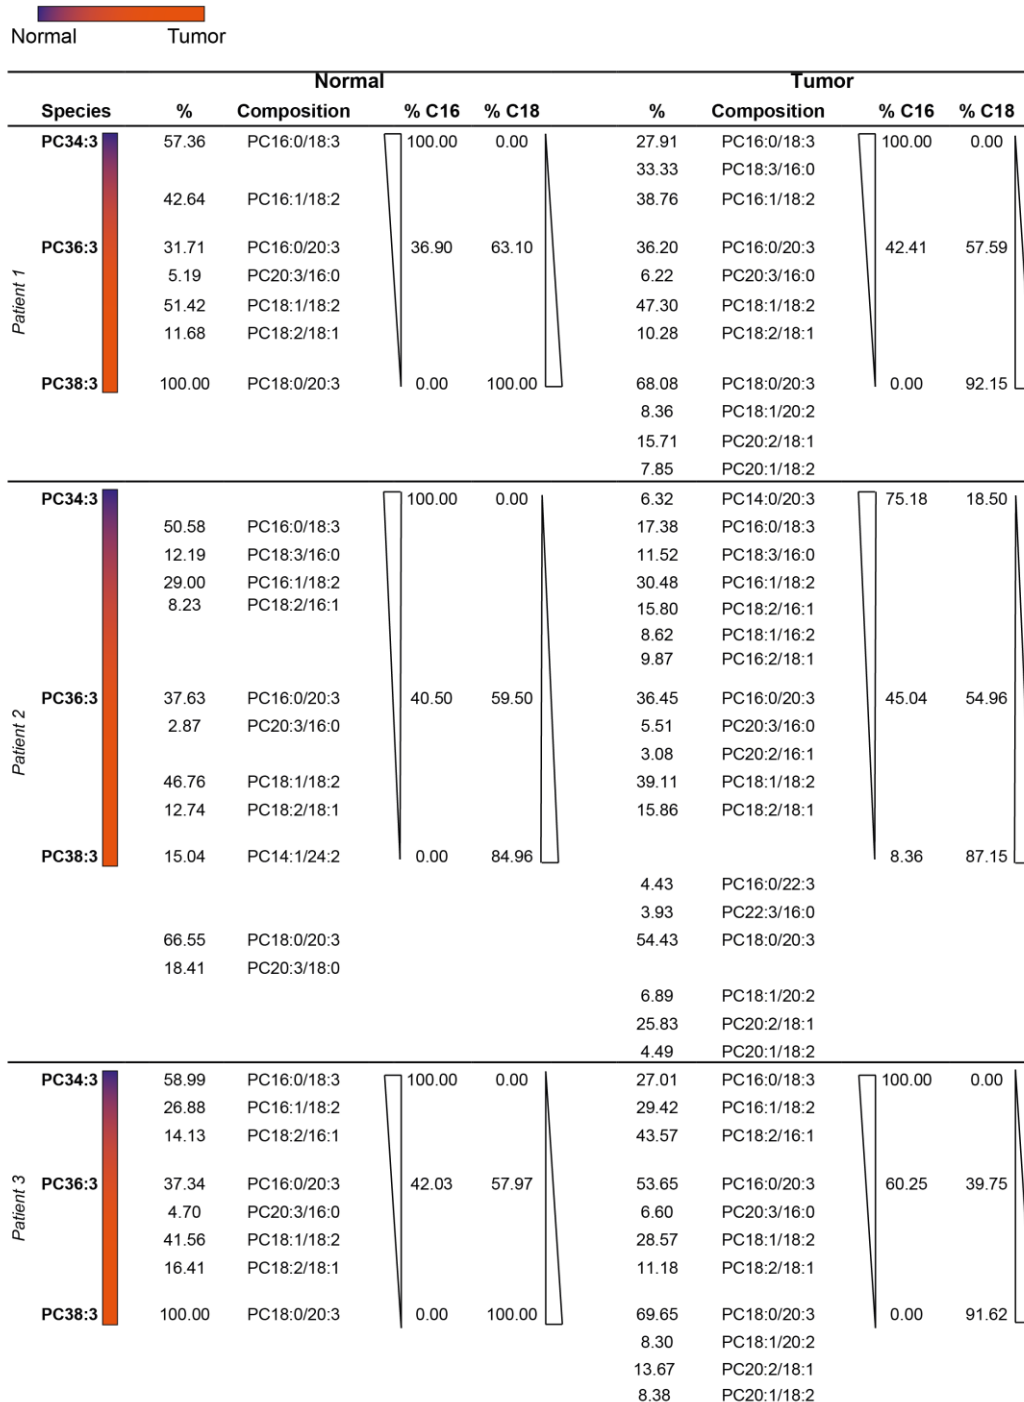 Normal Tumor
Normal Tumor
Species % Composition % C16 % C18 % Composition % C16 % C18
Patient 1
PC34:3 57.36 PC16:0/18:3 100.00 0.00 27.91 PC16:0/18:3 100.00 0.00
33.33 PC18:3/16:0
42.64 PC16:1/18:2 38.76 PC16:1/18:2
PC36:3 31.71 PC16:0/20:3 36.90 63.10 36.20 PC16:0/20:3 42.41 57.59
5.19 PC20:3/16:0 6.22 PC20:3/16:0
51.42 PC18:1/18:2 47.30 PC18:1/18:2
11.68 PC18:2/18:1 10.28 PC18:2/18:1
PC38:3 100.00 PC18:0/20:3 0.00 100.00 68.08 PC18:0/20:3 0.00 92.15
8.36 PC18:1/20:2
15.71 PC20:2/18:1
7.85 PC20:1/18:2
Patient 2
PC34:3 100.00 0.00 6.32 PC14:0/20:3 75.18 18.50
50.58 PC16:0/18:3 17.38 PC16:0/18:3
12.19 PC18:3/16:0 11.52 PC18:3/16:0
29.00 PC16:1/18:2 30.48 PC16:1/18:2
8.23 PC18:2/16:1 15.80 PC18:2/16:1
8.62 PC18:1/16:2
9.87 PC16:2/18:1
PC36:3 37.63 PC16:0/20:3 40.50 59.50 36.45 PC16:0/20:3 45.04 54.96
2.87 PC20:3/16:0 5.51 PC20:3/16:0
3.08 PC20:2/16:1
46.76 PC18:1/18:2 39.11 PC18:1/18:2
12.74 PC18:2/18:1 15.86 PC18:2/18:1
PC38:3 15.04 PC14:1/24:2 0.00 84.96 8.36 87.15
4.43 PC16:0/22:3
3.93 PC22:3/16:0
66.55 PC18:0/20:3 54.43 PC18:0/20:3
18.41 PC20:3/18:0
6.89 PC18:1/20:2
25.83 PC20:2/18:1
4.49 PC20:1/18:2
Patient 3
PC34:3 58.99 PC16:0/18:3 100.00 0.00 27.01 PC16:0/18:3 100.00 0.00
26.88 PC16:1/18:2 29.42 PC16:1/18:2
14.13 PC18:2/16:1 43.57 PC18:2/16:1
PC36:3 37.34 PC16:0/20:3 42.03 57.97 53.65 PC16:0/20:3 60.25 39.75
4.70 PC20:3/16:0 6.60 PC20:3/16:0
41.56 PC18:1/18:2 28.57 PC18:1/18:2
16.41 PC18:2/18:1 11.18 PC18:2/18:1
PC38:3 100.00 PC18:0/20:3 0.00 100.00 69.65 PC18:0/20:3 0.00 91.62
8.30 PC18:1/20:2
13.67 PC20:2/18:1
8.38 PC20:1/18:2